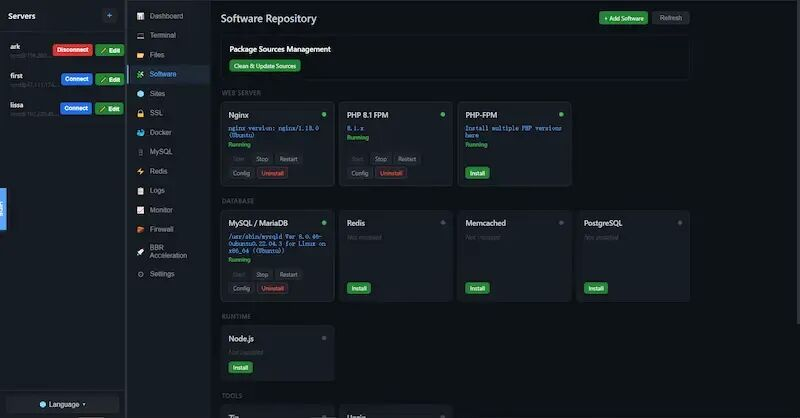 Servers
+
ark
Disconnect
Edit
first
Connect
Edit
lissa
Connect
Edit
Language
Dashboard
Terminal
Files
Software
Sites
SSL
Docker
MySQL
Redis
Logs
Monitor
Firewall
BBR
Acceleration
Settings
Software Repository
+ Add Software
Refresh
Package Sources Management
Clean & Update Sources
WEB SERVER
Nginx
nginx version: nginx/1.18.0
(Ubuntu)
Running
Start Stop Restart
Config Uninstall
PHP 8.1 FPM
8.1.x
Running
Start Stop Restart
Config Uninstall
PHP-FPM
Install multiple PHP versions
here
Running
Install
DATABASE
MySQL / MariaDB
/usr/sbin/mysqld Ver 8.0.46-
0ubuntu0.22.04.3 for Linux on
x86_64 ((Ubuntu))
Running
Start Stop Restart
Config Uninstall
Redis
Not installed
Install
Memcached
Not installed
Install
PostgreSQL
Not installed
Install
RUNTIME
Node.js
Not installed
Install
TOOLS